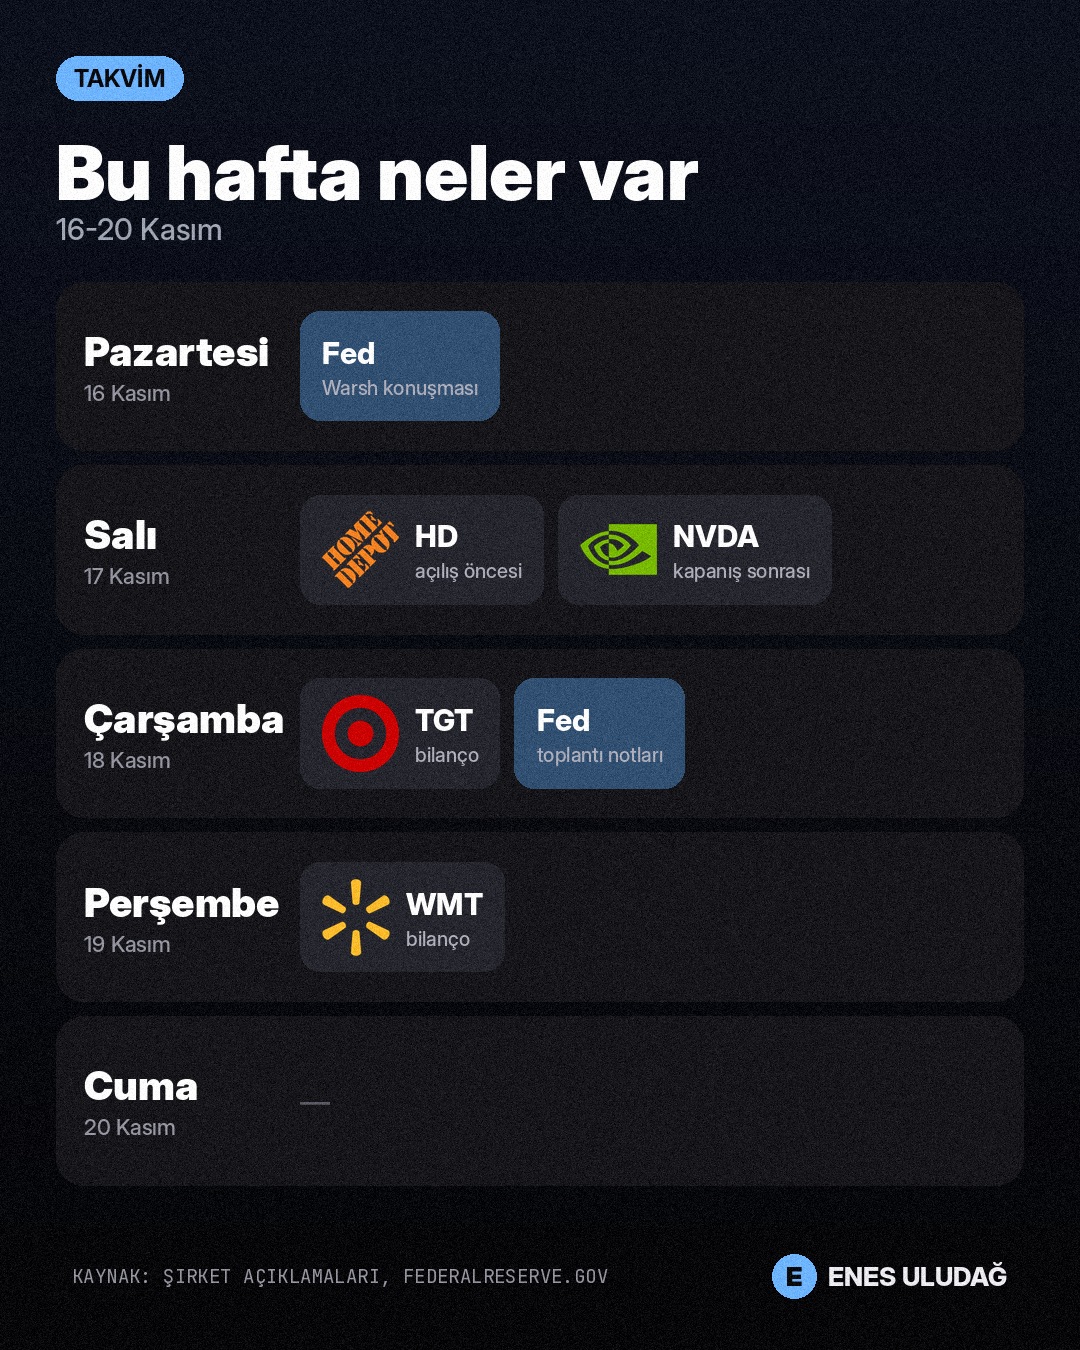 TAKVİM
Bu hafta neler var
16-20 Kasım
Pazartesi
16 Kasım
Fed
Warsh konuşması
Salı
17 Kasım
HOME
DEPOT
HD
açılış öncesi
NVDA
kapanış sonrası
Çarşamba
18 Kasım
TGT
bilanço
Fed
toplantı notları
Perşembe
19 Kasım
WMT
bilanço
Cuma
20 Kasım
—
KAYNAK: ŞIRKET AÇIKLAMALARI, FEDERALRESERVE.GOV
E ENES ULUDAĞ